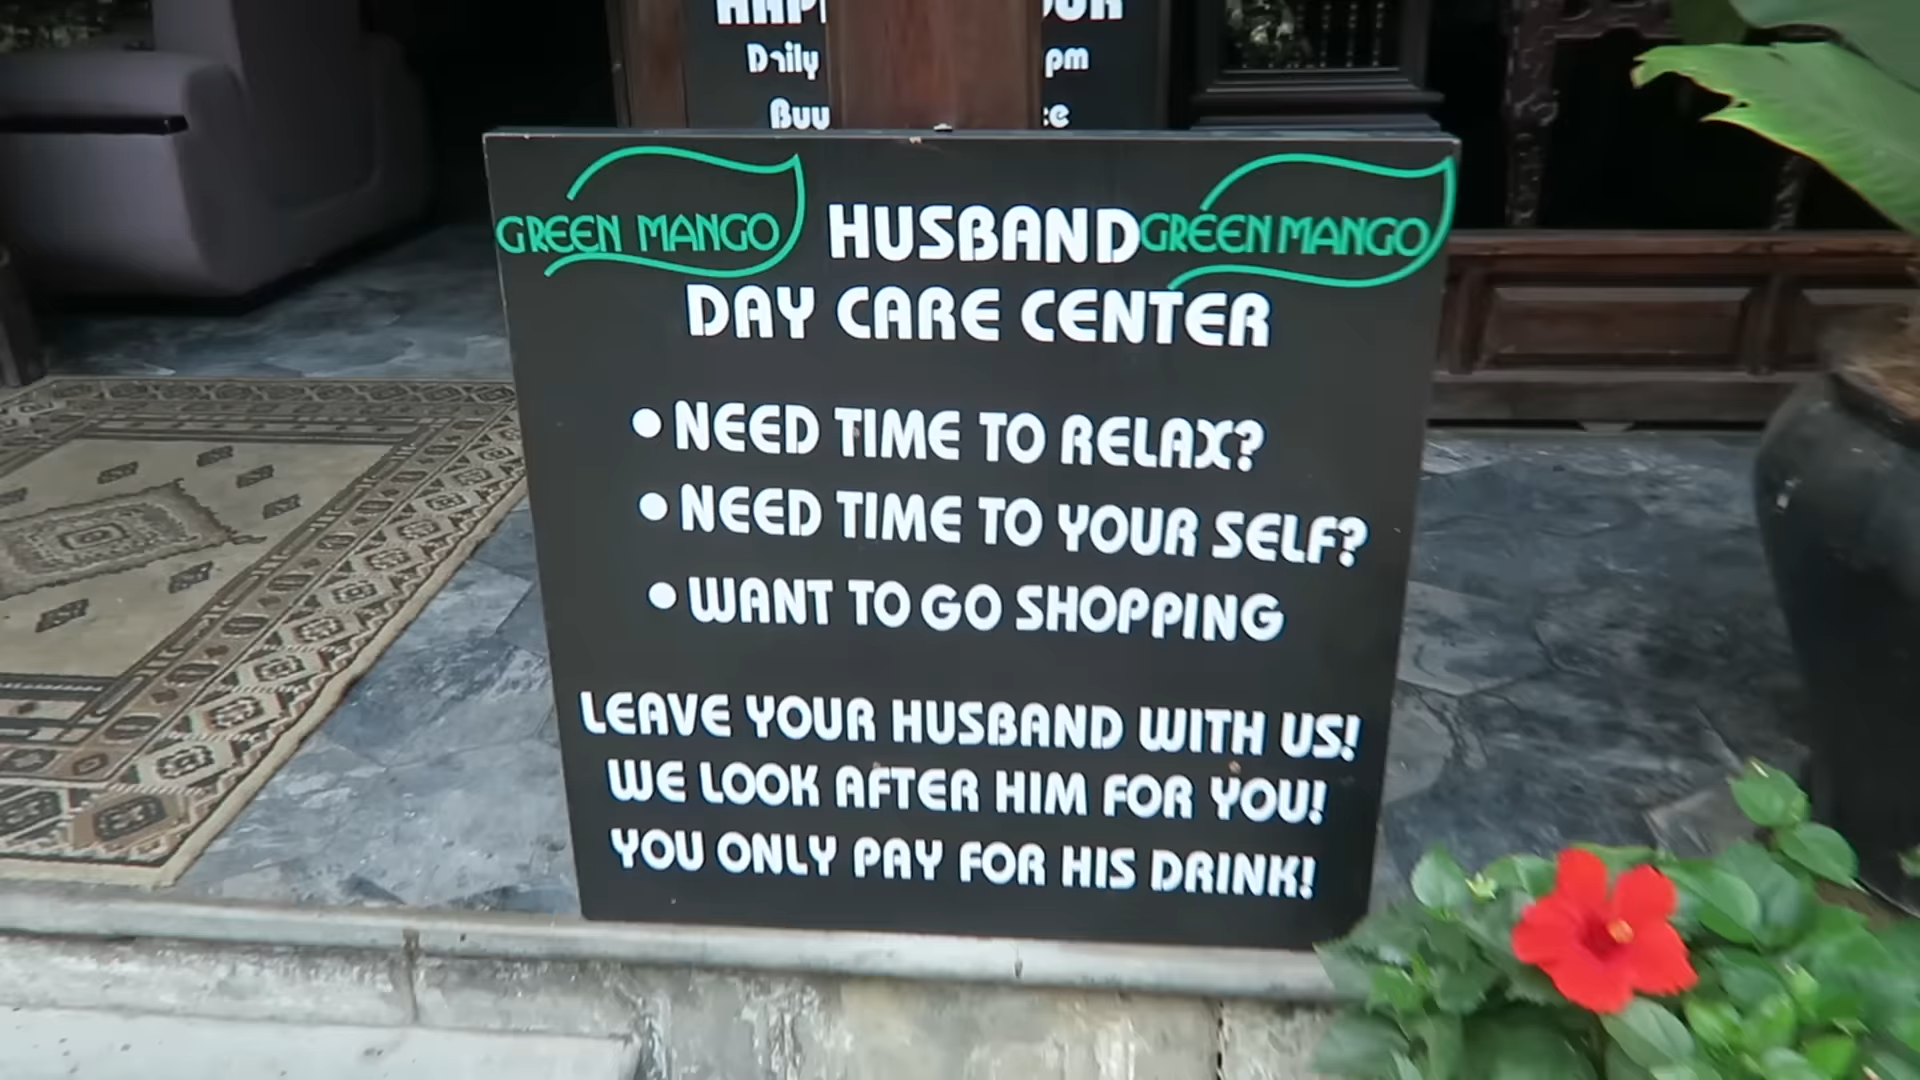 Daily pm
GREEN MANGO HUSBAND GREEN MANGO
DAY CARE CENTER
• NEED TIME TO RELAX?
• NEED TIME TO YOUR SELF?
• WANT TO GO SHOPPING
LEAVE YOUR HUSBAND WITH US!
WE LOOK AFTER HIM FOR YOU!
YOU ONLY PAY FOR HIS DRINK!